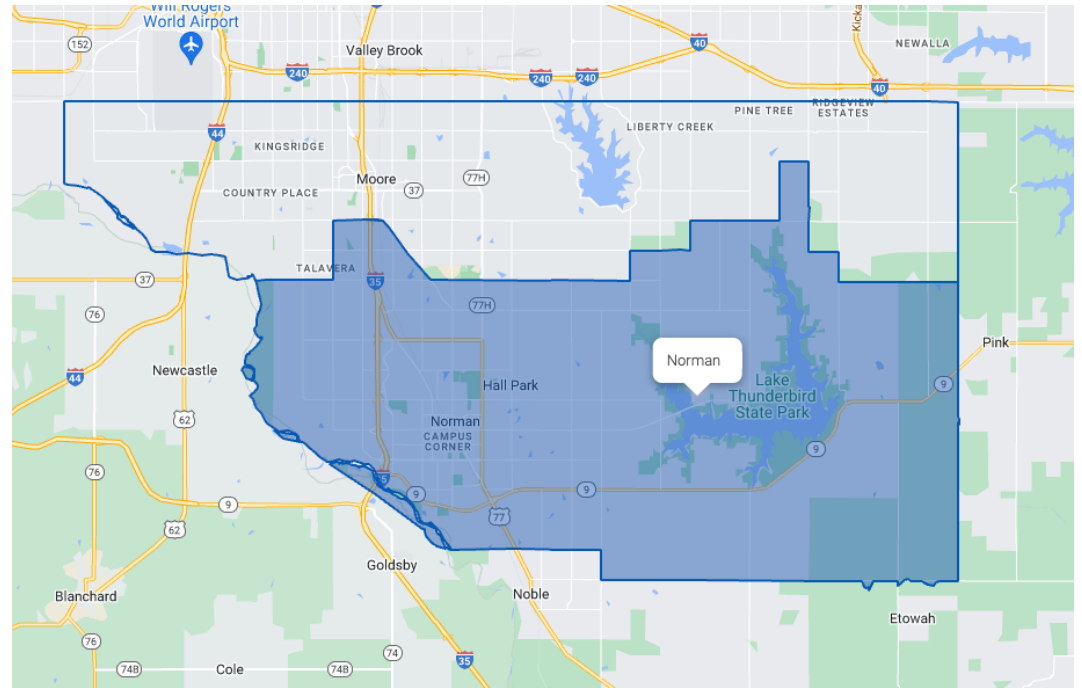 Will Rogers
World Airport
152
Valley Brook
40
Kicka
NEWALLA
240
240
240
40
44
PINE TREE
RIDGEVIEW
ESTATES
LIBERTY CREEK
KINGSRIDGE
Moore
37
77H
COUNTRY PLACE
TALAVERA
37
35
77H
76
Newcastle
44
62
Norman
Hall Park
Lake
Thunderbird
State Park
Pink
9
Norman
CAMPUS
CORNER
9
76
35
9
9
9
77
62
Goldsby
Noble
Blanchard
Etowah
76
74
74B
Cole
74B
35